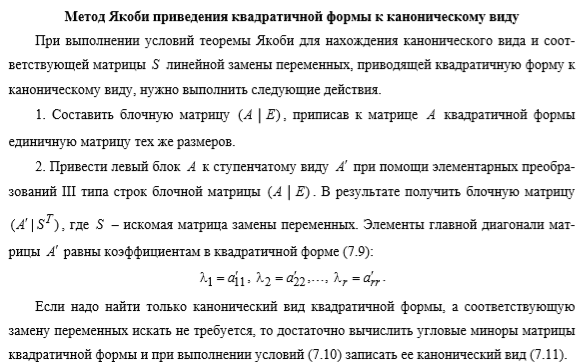 Метод Якоби приведения квадратичной формы к каноническому виду
При выполнении условий теоремы Якоби для нахождения канонического вида и соот-
ветствующей матрицы S линейной замены переменных, приводящей квадратичную форму к
каноническому виду, нужно выполнить следующие действия.
1. Составить блочную матрицу (A | E), приписав к матрице A квадратичной формы
единичную матрицу тех же размеров.
2. Привести левый блок A к ступенчатому виду A′ при помощи элементарных преобра-
зований III типа строк блочной матрицы (A | E). В результате получить блочную матрицу
(A′ | Sᵀ), где S – искомая матрица замены переменных. Элементы главной диагонали мат-
рицы A′ равны коэффициентам в квадратичной форме (7.9):
λ₁ = a′₁₁, λ₂ = a′₂₂,…, λᵣ = a′ᵣᵣ.
Если надо найти только канонический вид квадратичной формы, а соответствующую
замену переменных искать не требуется, то достаточно вычислить угловые миноры матрицы
квадратичной формы и при выполнении условий (7.10) записать ее канонический вид (7.11).